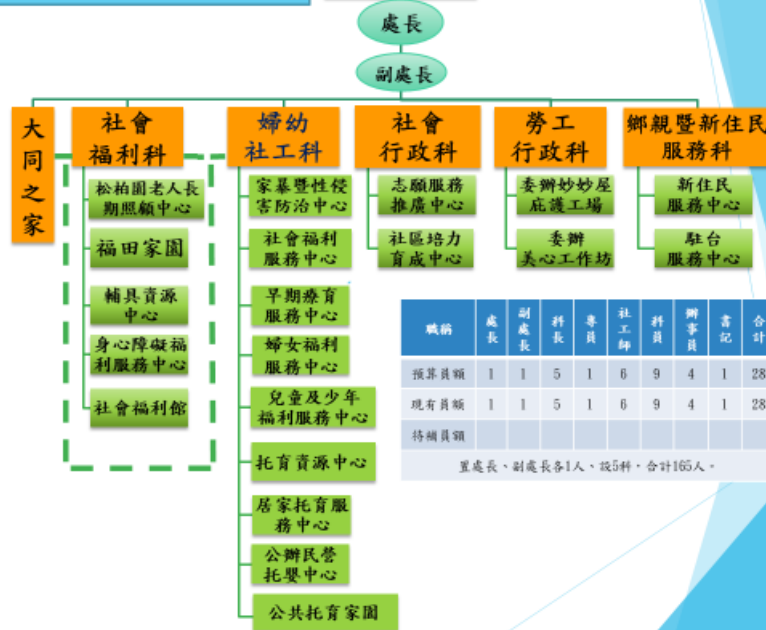 處長
副處長
大同之家
社會
福利科
松柏園老人長
期照顧中心
福田家園
輔具資源
中心
身心障礙福
利服務中心
社會福利館
婦幼
社工科
家暴暨性侵
害防治中心
社會福利
服務中心
早期療育
服務中心
婦女福利
服務中心
兒童及少年
福利服務中心
托育資源中心
居家托育服
務中心
公辦民營
托嬰中心
公共托育家園
社會
行政科
志願服務
推廣中心
社區培力
育成中心
勞工
行政科
委辦妙妙屋
庇護工場
委辦
美心工作坊
鄉親暨新住民
服務科
新住民
服務中心
駐台
服務中心
職稱 處長 副處長 科長 專員 社工師 科員 辦事員 書記 合計
預算員額 1 1 5 1 6 9 4 1 28
現有員額 1 1 5 1 6 9 4 1 28
待補員額
置處長、副處長各1人、設5科，合計165人。